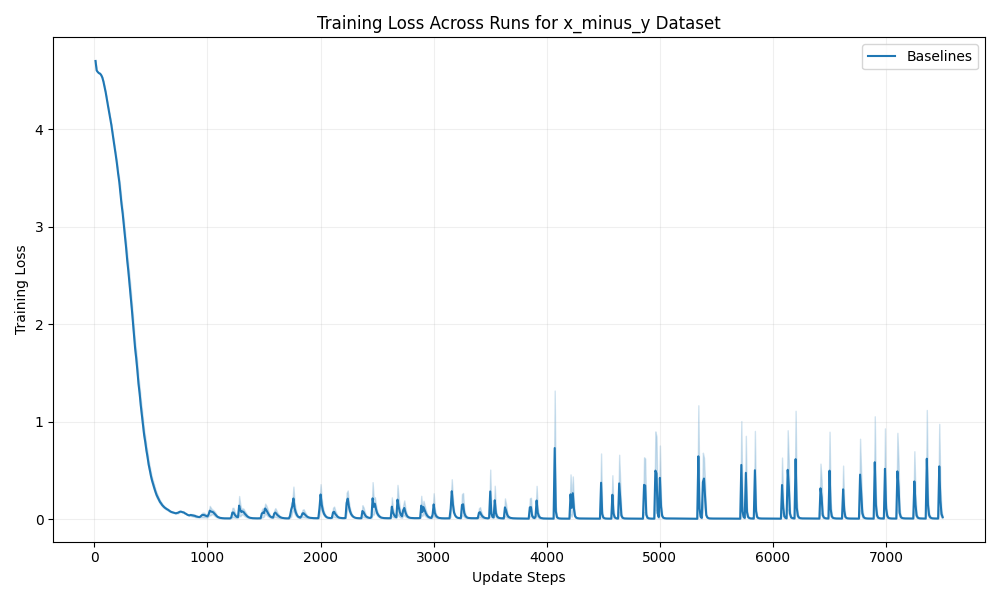 Training Loss Across Runs for x_minus_y Dataset
Baselines
Training Loss
4
3
2
1
0
0 1000 2000 3000 4000 5000 6000 7000
Update Steps